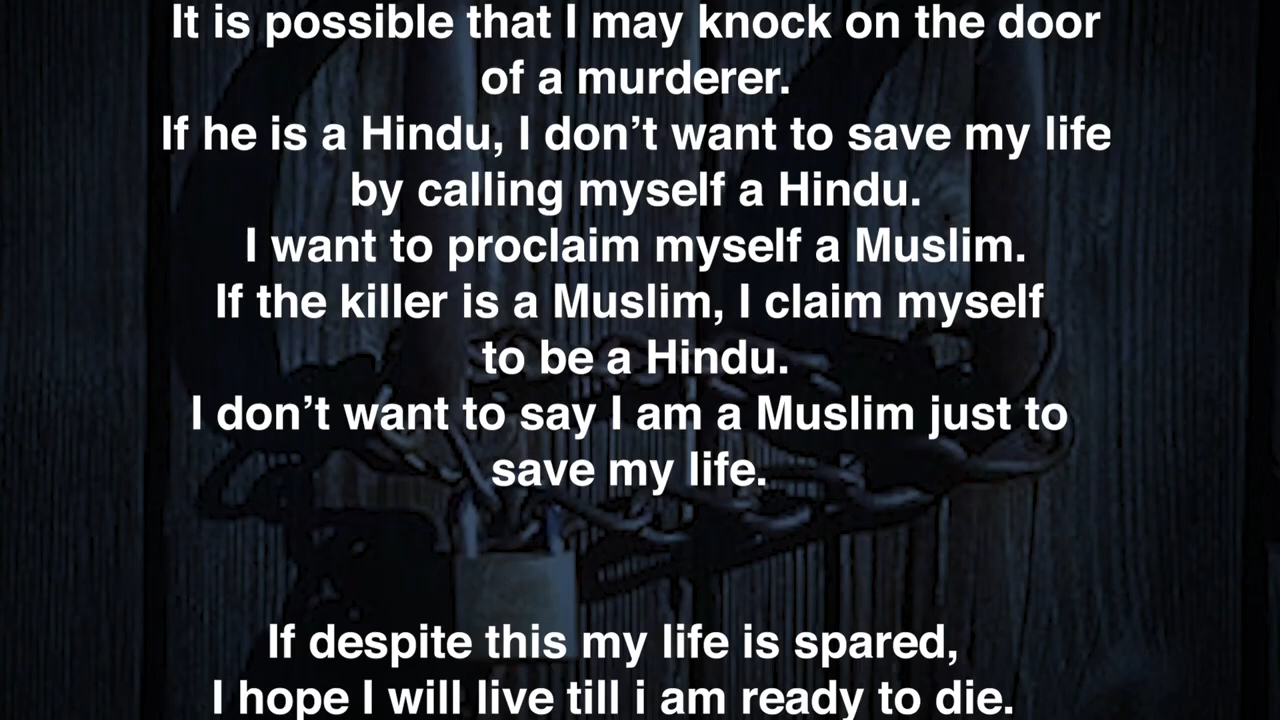 It is possible that I may knock on the door
of a murderer.
If he is a Hindu, I don’t want to save my life
by calling myself a Hindu.
I want to proclaim myself a Muslim.
If the killer is a Muslim, I claim myself
to be a Hindu.
I don’t want to say I am a Muslim just to
save my life.
If despite this my life is spared,
I hope I will live till i am ready to die.